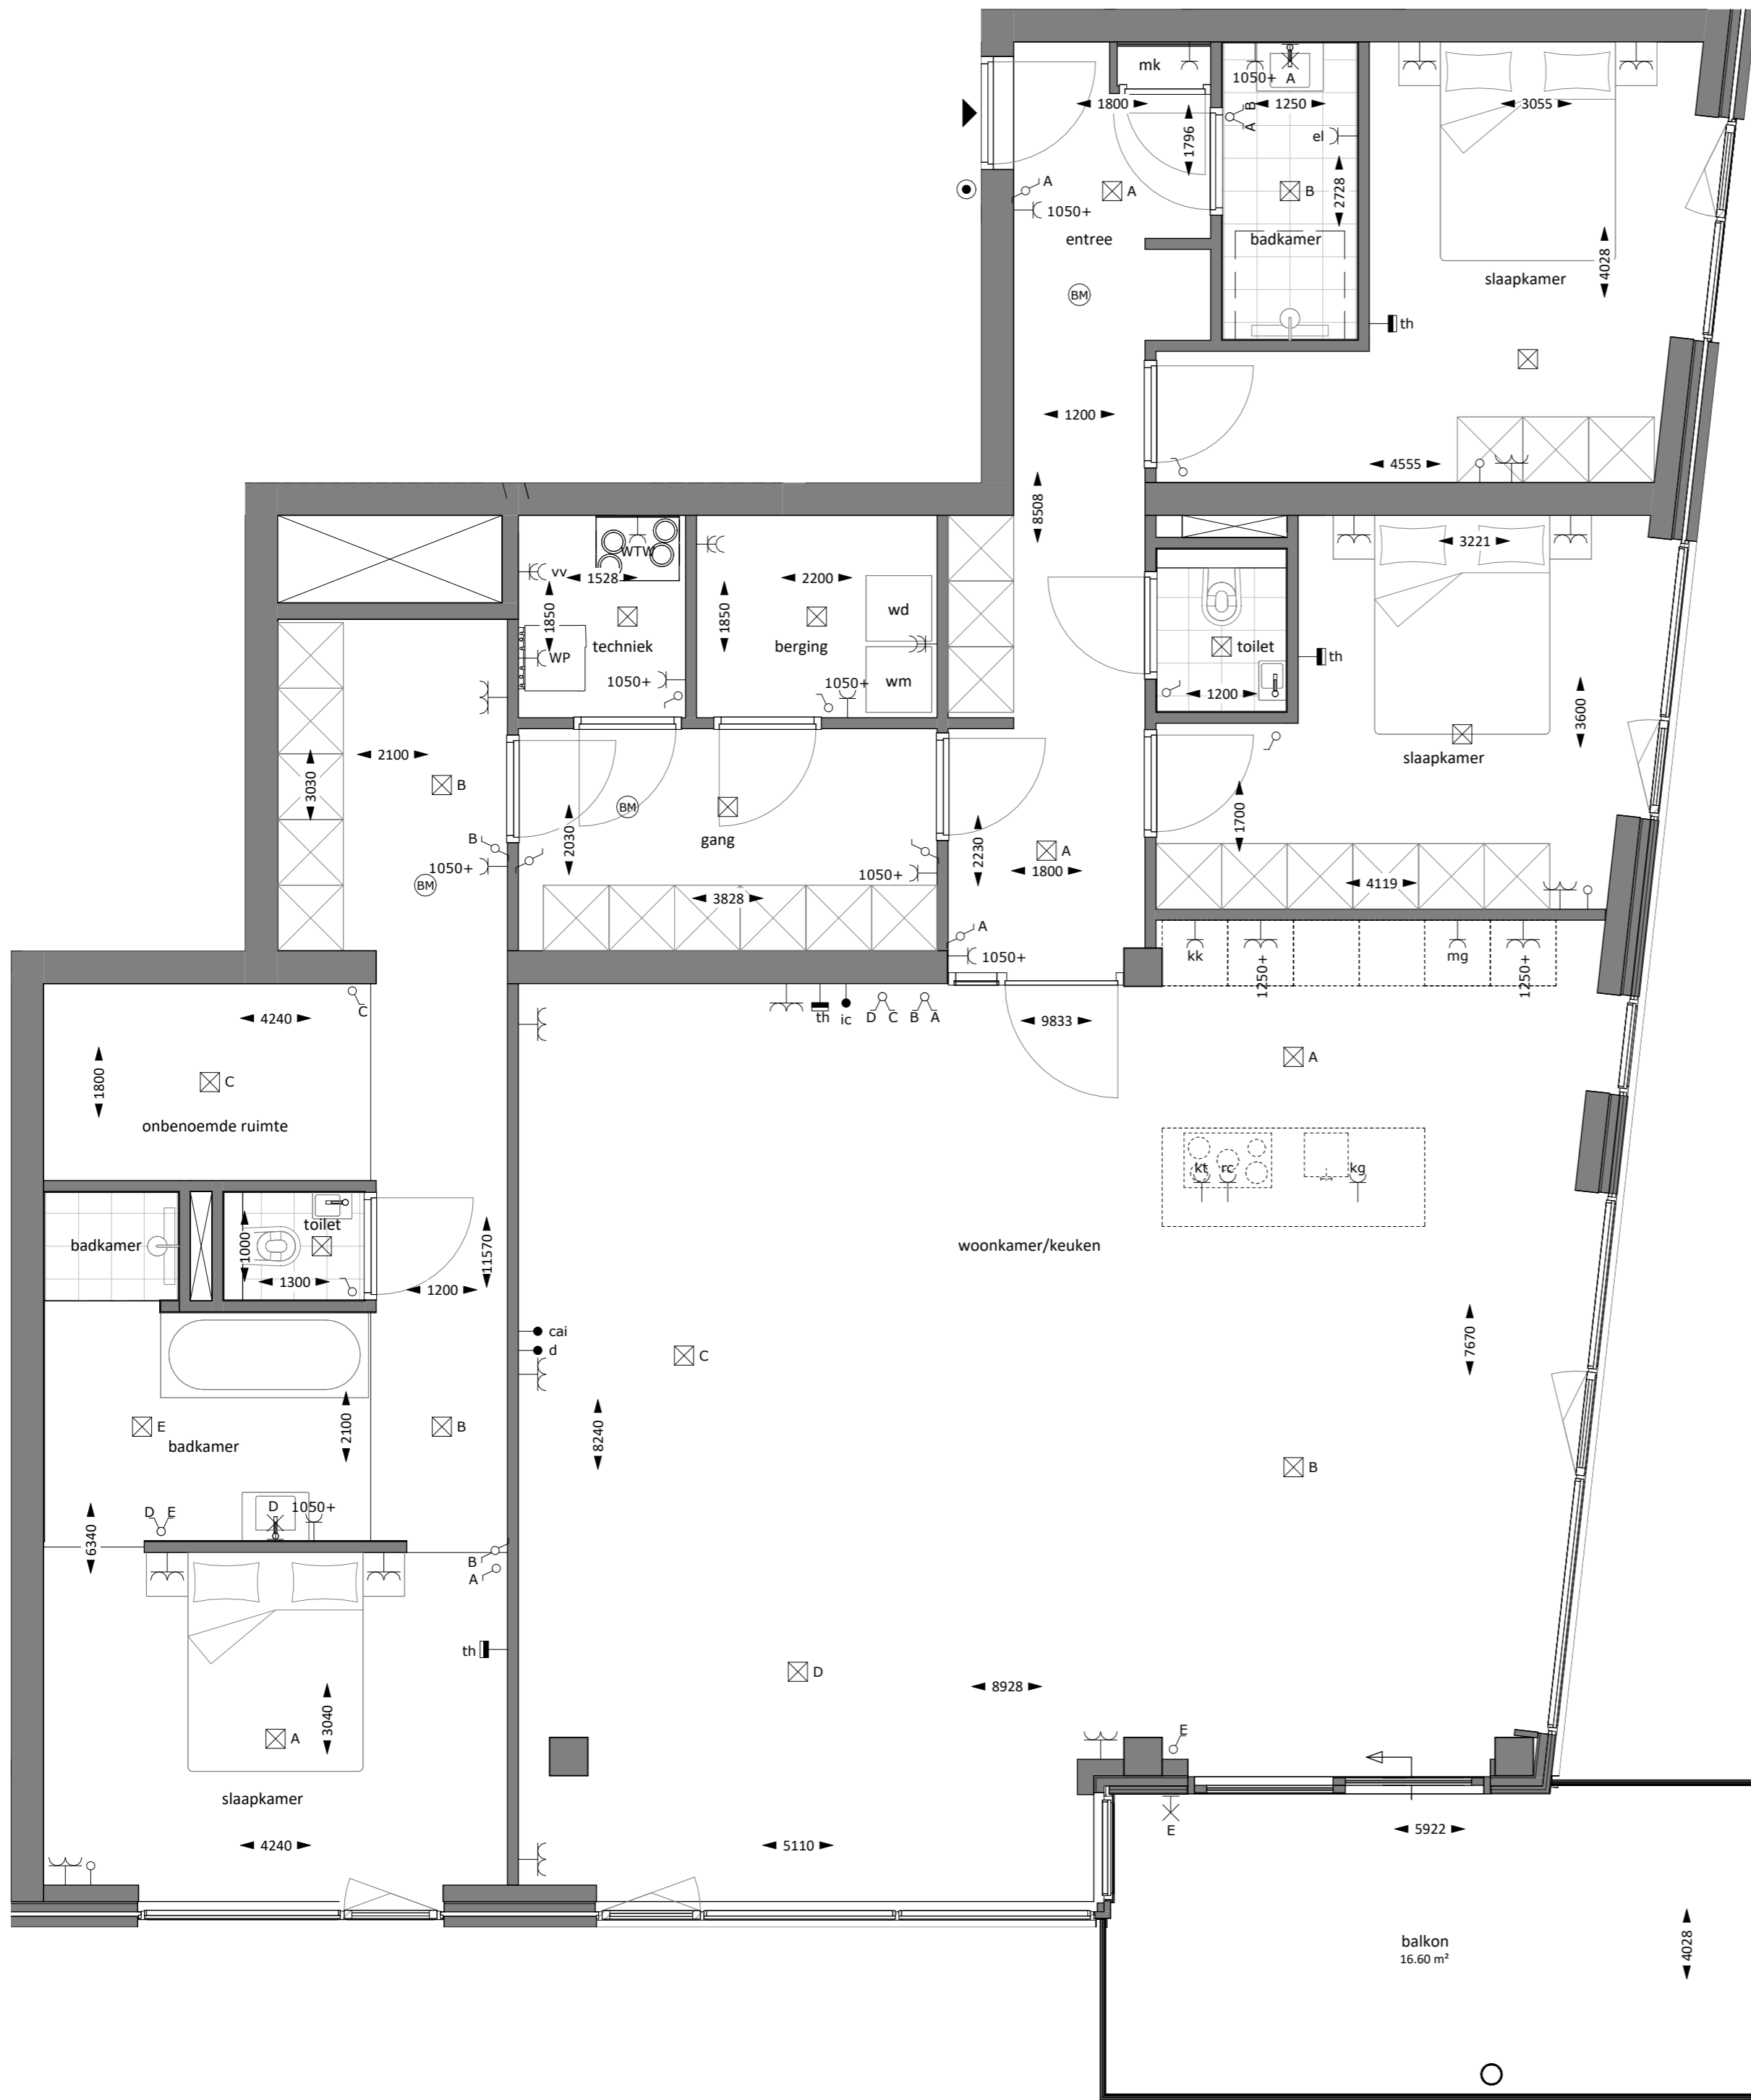 mk
1050+ A
1800
1250
3055
A B
1796
el
A
A
B
2728
1050+
entree
badkamer
4028
slaapkamer
BM
th
1200
4555
8508
WTW
vv
1528
2200
3221
1850
1850
wd
techniek
berging
toilet
th
WP
1050+
1050+
wm
1200
3600
2100
slaapkamer
3030
B
BM
1700
2030
gang
B
2230
A
1050+
1050+
1800
4119
BM
3828
A
1050+
kk
1250+
mg
1250+
C
4240
th
ic
D C
B A
9833
A
1800
C
onbenoemde ruimte
kt
rc
kg
toilet
badkamer
1000
11570
woonkamer/keuken
1300
1200
cai
d
C
7670
E
2100
B
8240
badkamer
B
D
1050+
D E
6340
B
A
th
D
8928
3040
A
E
slaapkamer
E
5922
4240
5110
balkon
16.60 m²
4028